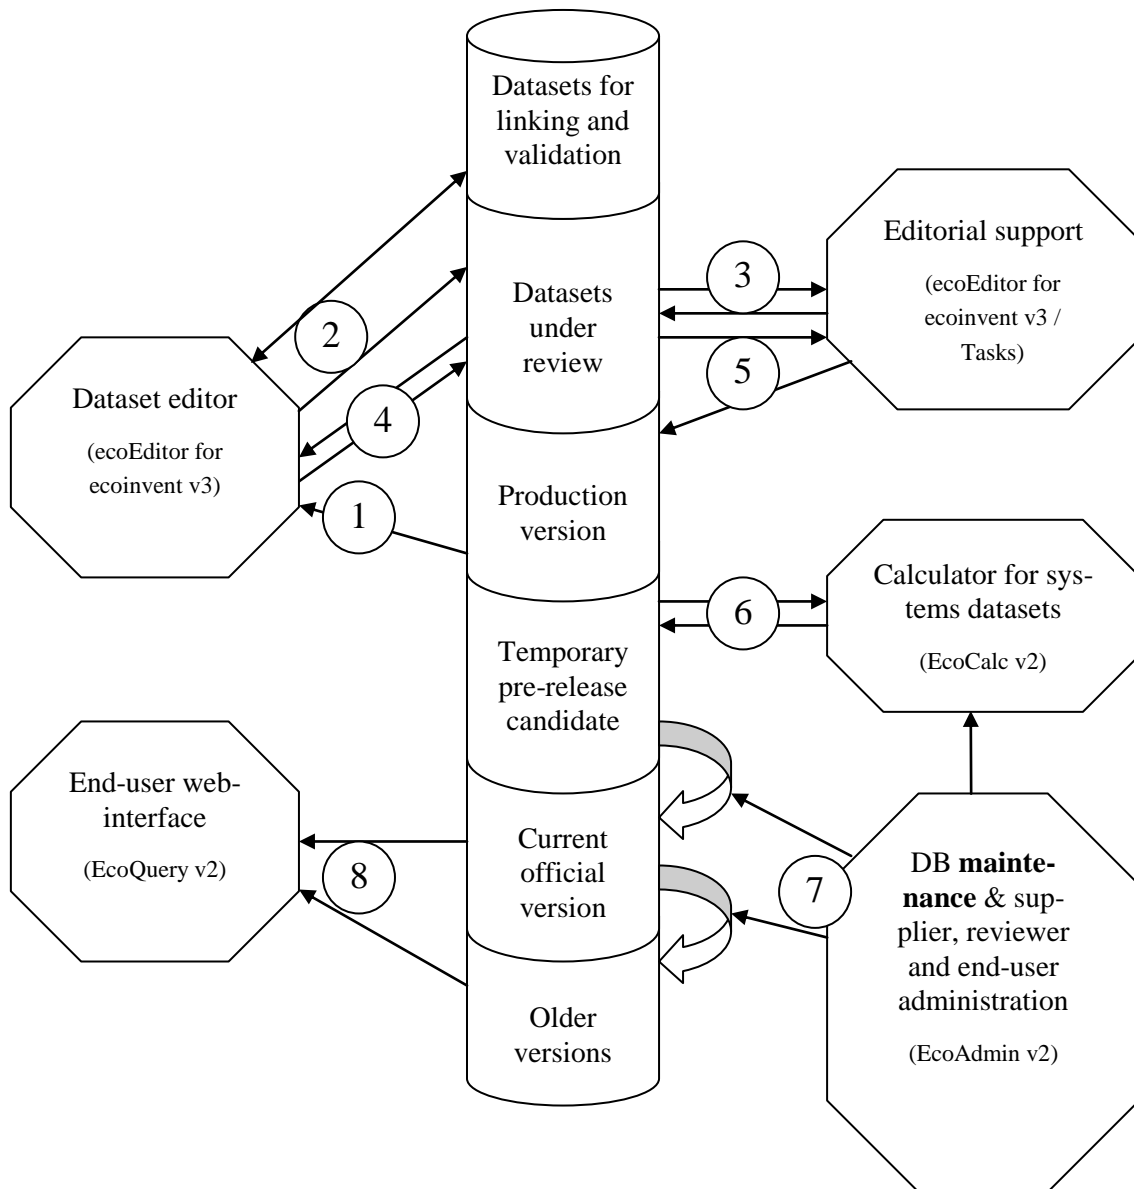 Datasets for
linking and
validation
Editorial support
(ecoEditor for
ecoinvent v3 /
Tasks)
3
Datasets
under
review
5
2
Dataset editor
(ecoEditor for
ecoinvent v3)
4
1
Production
version
Calculator for sys-
tems datasets
(EcoCalc v2)
6
Temporary
pre-release
candidate
End-user web-
interface
(EcoQuery v2)
8
Current
official
version
7
DB mainte-
nance & sup-
plier, reviewer
and end-user
administration
(EcoAdmin v2)
Older
versions